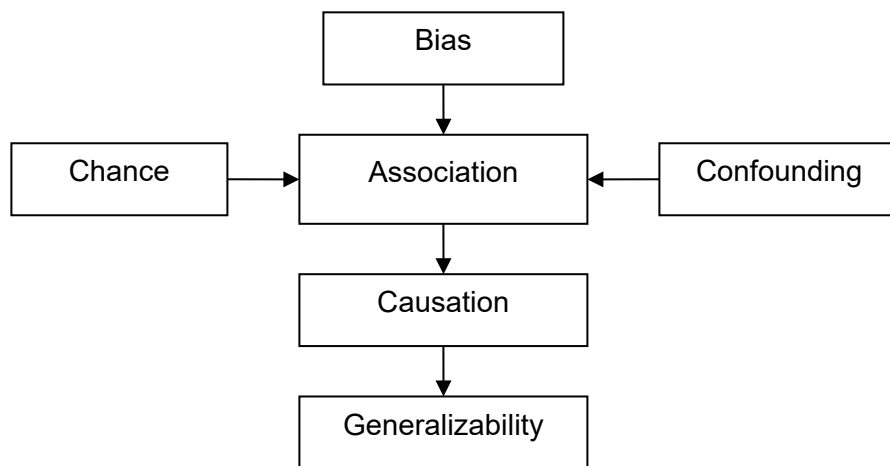 Bias
Chance
Association
Confounding
Causation
Generalizability